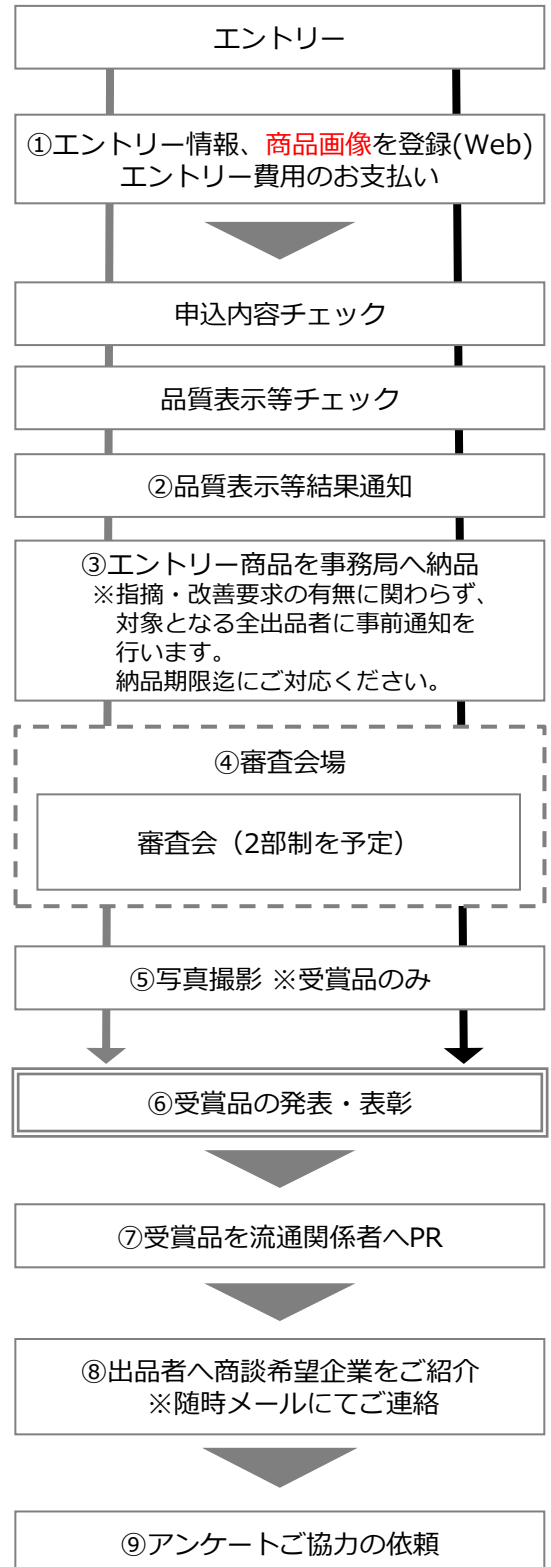 エントリー
①エントリー情報、商品画像を登録(Web)
エントリー費用のお支払い
申込内容チェック
品質表示等チェック
②品質表示等結果通知
③エントリー商品を事務局へ納品
※指摘・改善要求の有無に関わらず、
対象となる全出品者に事前通知を
行います。
納品期限迄にご対応ください。
④審査会場
審査会（2部制を予定）
⑤写真撮影 ※受賞品のみ
⑥受賞品の発表・表彰
⑦受賞品を流通関係者へPR
⑧出品者へ商談希望企業をご紹介
※随時メールにてご連絡
⑨アンケートご協力の依頼